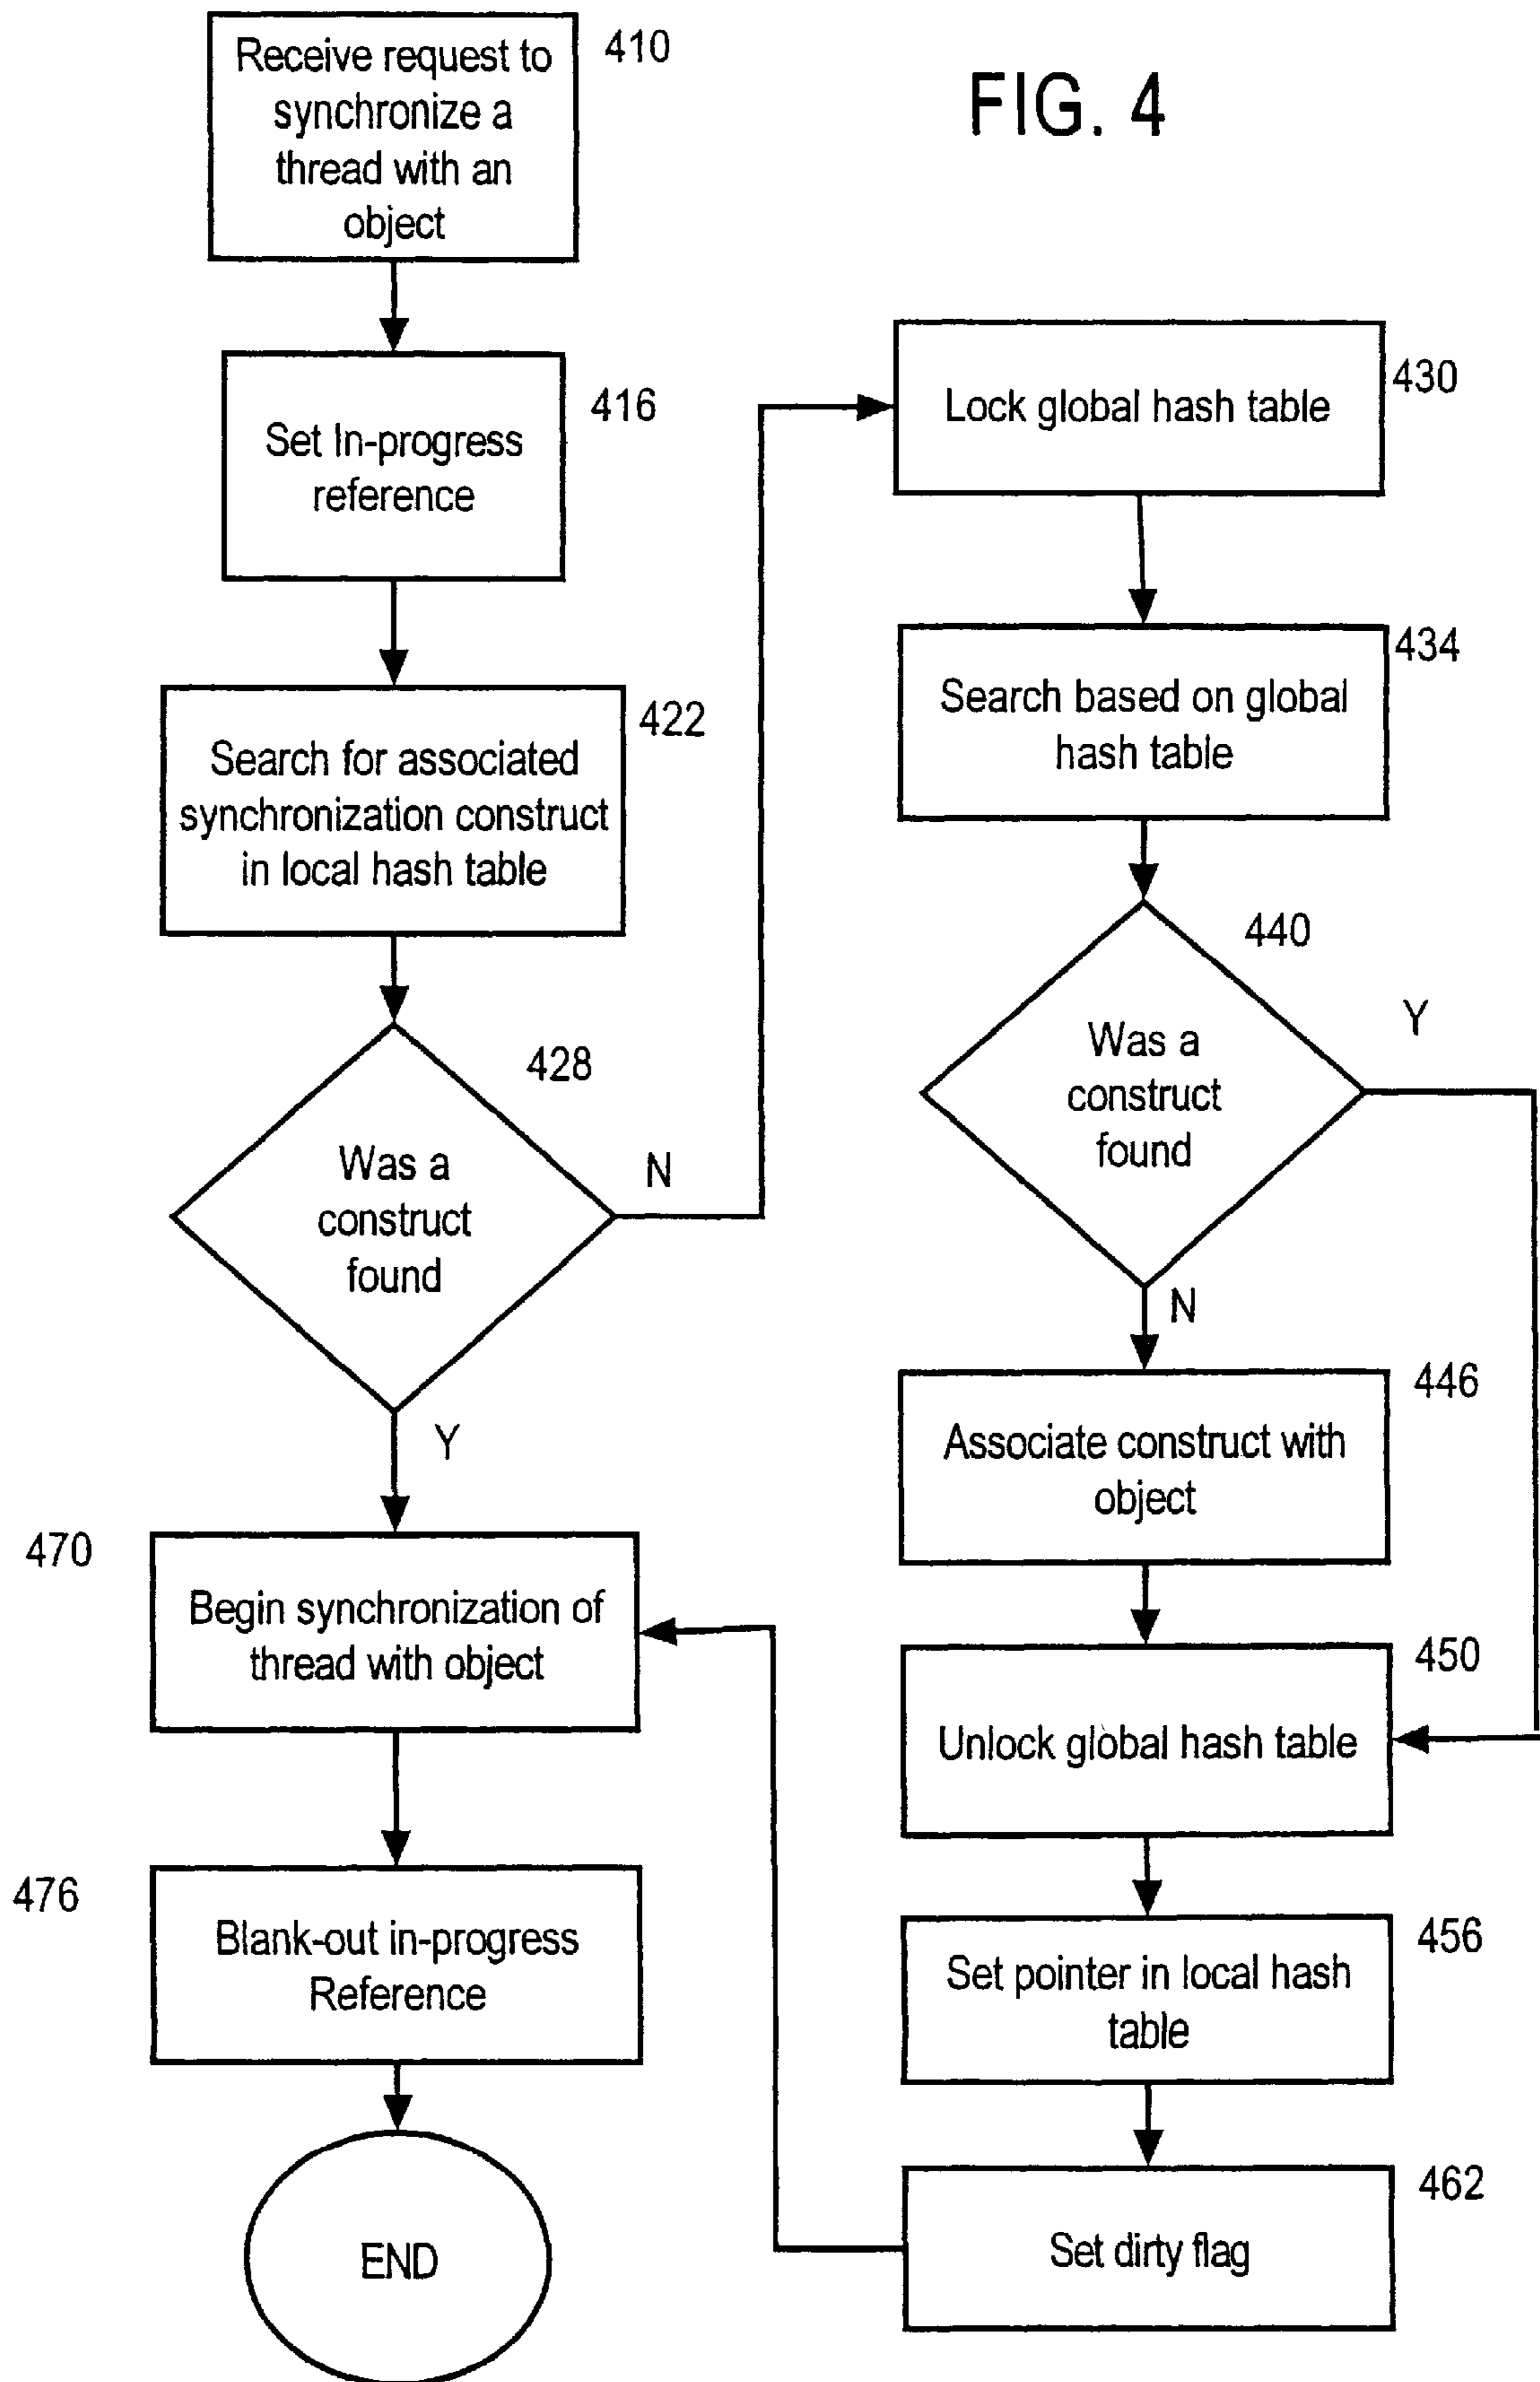 FIG. 4
Receive request to
synchronize a
thread with an
object
410
Set In-progress
reference
416
Search for associated
synchronization construct
in local hash table
422
Was a
construct
found
428
N
Y
Lock global hash table
430
Search based on global
hash table
434
Was a
construct
found
440
Y
N
Associate construct with
object
446
Unlock global hash table
450
Set pointer in local hash
table
456
Set dirty flag
462
470
Begin synchronization of
thread with object
476
Blank-out in-progress
Reference
END